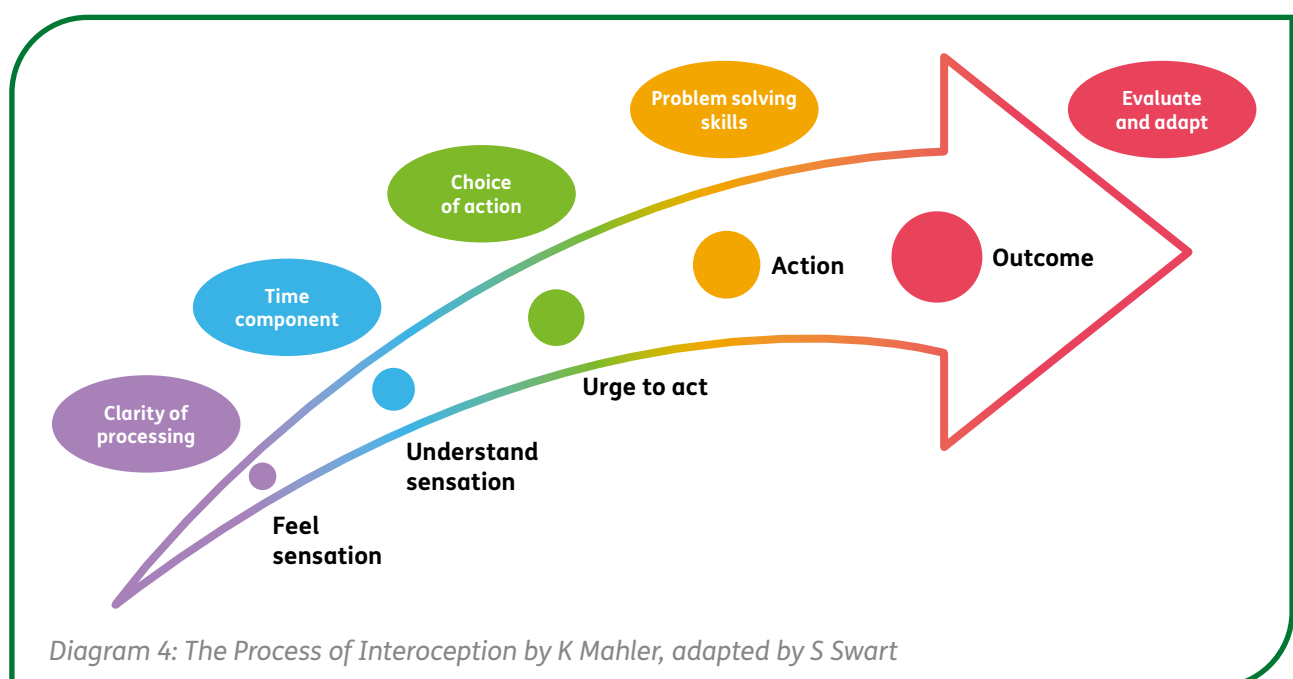 Problem solving
skills
Evaluate
and adapt
Choice
of action
Time
component
Clarity of
processing
Action
Outcome
Urge to act
Understand
sensation
Feel
sensation
Diagram 4: The Process of Interoception by K Mahler, adapted by S Swart